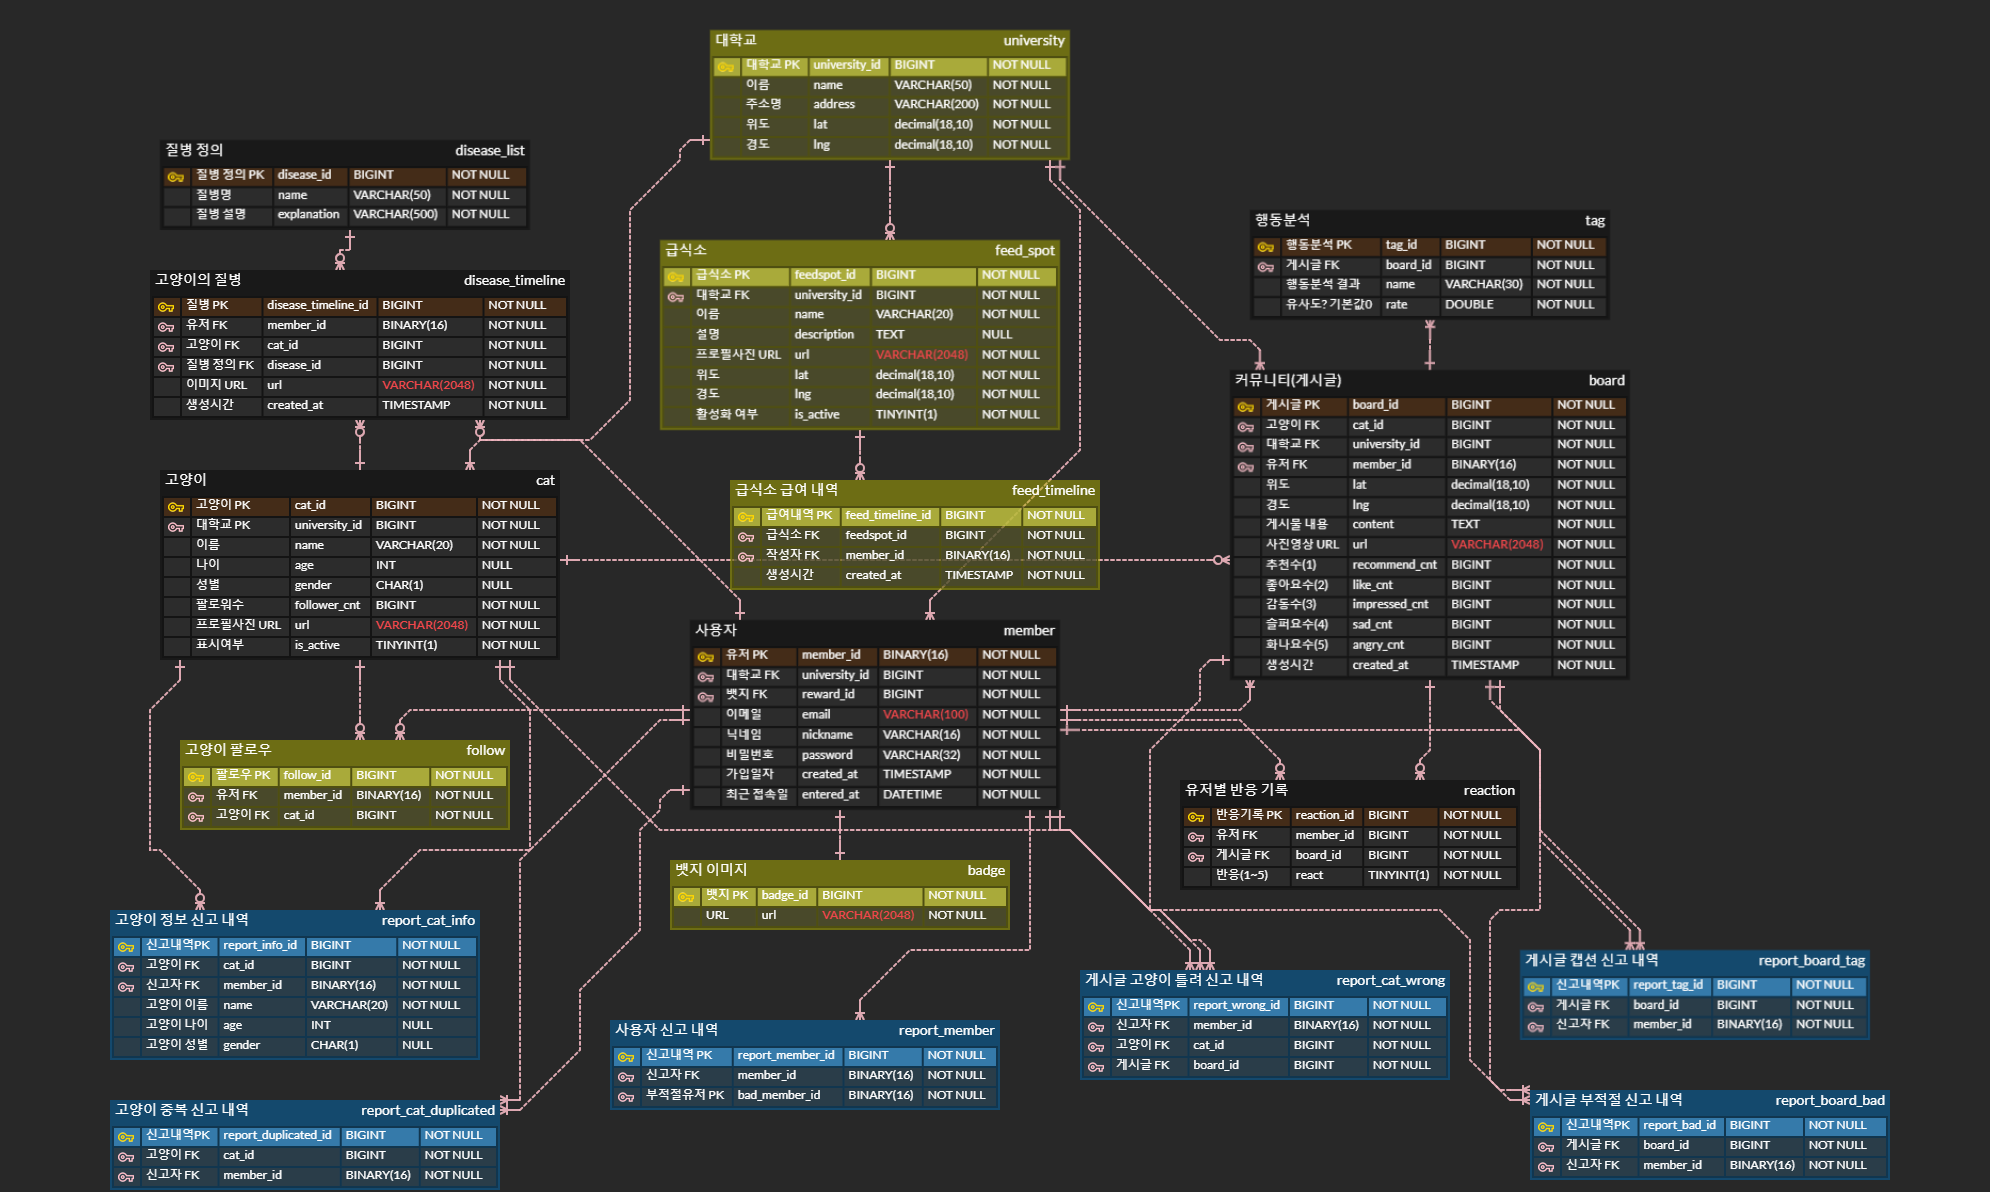 대학교 university
대학교 PK university_id BIGINT NOT NULL
이름 name VARCHAR(50) NOT NULL
주소명 address VARCHAR(200) NOT NULL
위도 lat decimal(18,10) NOT NULL
경도 lng decimal(18,10) NOT NULL
질병 정의 disease_list
질병 정의 PK disease_id BIGINT NOT NULL
질병명 name VARCHAR(50) NOT NULL
질병 설명 explanation VARCHAR(500) NOT NULL
행동분석 tag
행동분석 PK tag_id BIGINT NOT NULL
게시글 FK board_id BIGINT NOT NULL
행동분석 결과 name VARCHAR(30) NOT NULL
유사도? 기본값0 rate DOUBLE NOT NULL
급식소 feed_spot
급식소 PK feedspot_id BIGINT NOT NULL
대학교 FK university_id BIGINT NOT NULL
이름 name VARCHAR(20) NOT NULL
설명 description TEXT NULL
프로필사진 URL url VARCHAR(2048) NOT NULL
위도 lat decimal(18,10) NOT NULL
경도 lng decimal(18,10) NOT NULL
활성화 여부 is_active TINYINT(1) NOT NULL
고양이의 질병 disease_timeline
질병 PK disease_timeline_id BIGINT NOT NULL
유저 FK member_id BINARY(16) NOT NULL
고양이 FK cat_id BIGINT NOT NULL
질병 정의 FK disease_id BIGINT NOT NULL
이미지 URL url VARCHAR(2048) NOT NULL
생성시간 created_at TIMESTAMP NOT NULL
커뮤니티(게시글) board
게시글 PK board_id BIGINT NOT NULL
고양이 FK cat_id BIGINT NOT NULL
대학교 FK university_id BIGINT NOT NULL
유저 FK member_id BINARY(16) NOT NULL
위도 lat decimal(18,10) NOT NULL
경도 lng decimal(18,10) NOT NULL
게시물 내용 content TEXT NOT NULL
사진영상 URL url VARCHAR(2048) NOT NULL
추천수(1) recommend_cnt BIGINT NOT NULL
좋아요수(2) like_cnt BIGINT NOT NULL
감동수(3) impressed_cnt BIGINT NOT NULL
슬퍼요수(4) sad_cnt BIGINT NOT NULL
화나요수(5) angry_cnt BIGINT NOT NULL
생성시간 created_at TIMESTAMP NOT NULL
고양이 cat
고양이 PK cat_id BIGINT NOT NULL
대학교 PK university_id BIGINT NOT NULL
이름 name VARCHAR(20) NOT NULL
나이 age INT NULL
성별 gender CHAR(1) NULL
팔로워수 follower_cnt BIGINT NOT NULL
프로필사진 URL url VARCHAR(2048) NOT NULL
표시여부 is_active TINYINT(1) NOT NULL
급식소 급여 내역 feed_timeline
급여내역 PK feed_timeline_id BIGINT NOT NULL
급식소 FK feedspot_id BIGINT NOT NULL
작성자 FK member_id BINARY(16) NOT NULL
생성시간 created_at TIMESTAMP NOT NULL
사용자 member
유저 PK member_id BINARY(16) NOT NULL
대학교 FK university_id BIGINT NOT NULL
뱃지 FK reward_id BIGINT NOT NULL
이메일 email VARCHAR(100) NOT NULL
닉네임 nickname VARCHAR(16) NOT NULL
비밀번호 password VARCHAR(32) NOT NULL
가입일자 created_at TIMESTAMP NOT NULL
최근 접속일 entered_at DATETIME NOT NULL
고양이 팔로우 follow
팔로우 PK follow_id BIGINT NOT NULL
유저 FK member_id BINARY(16) NOT NULL
고양이 FK cat_id BIGINT NOT NULL
유저별 반응 기록 reaction
반응기록 PK reaction_id BIGINT NOT NULL
유저 FK member_id BIGINT NOT NULL
게시글 FK board_id BIGINT NOT NULL
반응(1~5) react TINYINT(1) NOT NULL
뱃지 이미지 badge
뱃지 PK badge_id BIGINT NOT NULL
URL url VARCHAR(2048) NOT NULL
고양이 정보 신고 내역 report_cat_info
신고내역PK report_info_id BIGINT NOT NULL
고양이 FK cat_id BIGINT NOT NULL
신고자 FK member_id BINARY(16) NOT NULL
고양이 이름 name VARCHAR(20) NOT NULL
고양이 나이 age INT NULL
고양이 성별 gender CHAR(1) NULL
게시글 캡션 신고 내역 report_board_tag
신고내역PK report_tag_id BIGINT NOT NULL
게시글 FK board_id BIGINT NOT NULL
신고자 FK member_id BINARY(16) NOT NULL
게시글 고양이 틀려 신고 내역 report_cat_wrong
신고내역PK report_wrong_id BIGINT NOT NULL
신고자 FK member_id BINARY(16) NOT NULL
고양이 FK cat_id BIGINT NOT NULL
게시글 FK board_id BIGINT NOT NULL
사용자 신고 내역 report_member
신고내역 PK report_member_id BIGINT NOT NULL
신고자 FK member_id BINARY(16) NOT NULL
부적절유저 PK bad_member_id BINARY(16) NOT NULL
고양이 중복 신고 내역 report_cat_duplicated
신고내역PK report_duplicated_id BIGINT NOT NULL
고양이 FK cat_id BIGINT NOT NULL
신고자 FK member_id BINARY(16) NOT NULL
게시글 부적절 신고 내역 report_board_bad
신고내역PK report_bad_id BIGINT NOT NULL
게시글 FK board_id BIGINT NOT NULL
신고자 FK member_id BINARY(16) NOT NULL